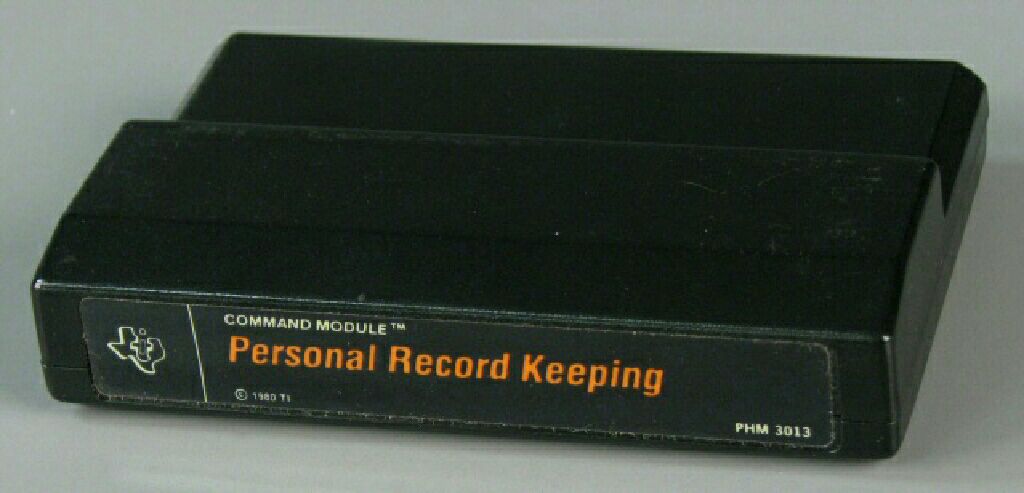 COMMAND MODULE™
Personal Record Keeping
© 1980 TI
PHM 3013